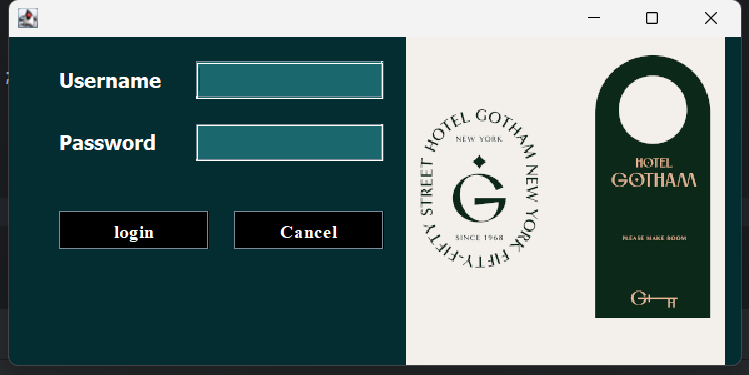 Username
Password
login
Cancel
STREET HOTEL GOTHAM NEW YORK FIFTY-FIFTY
NEW YORK
G
SINCE 1968
HOTEL
GOTHAM
PLEASE MAKE ROOM
G